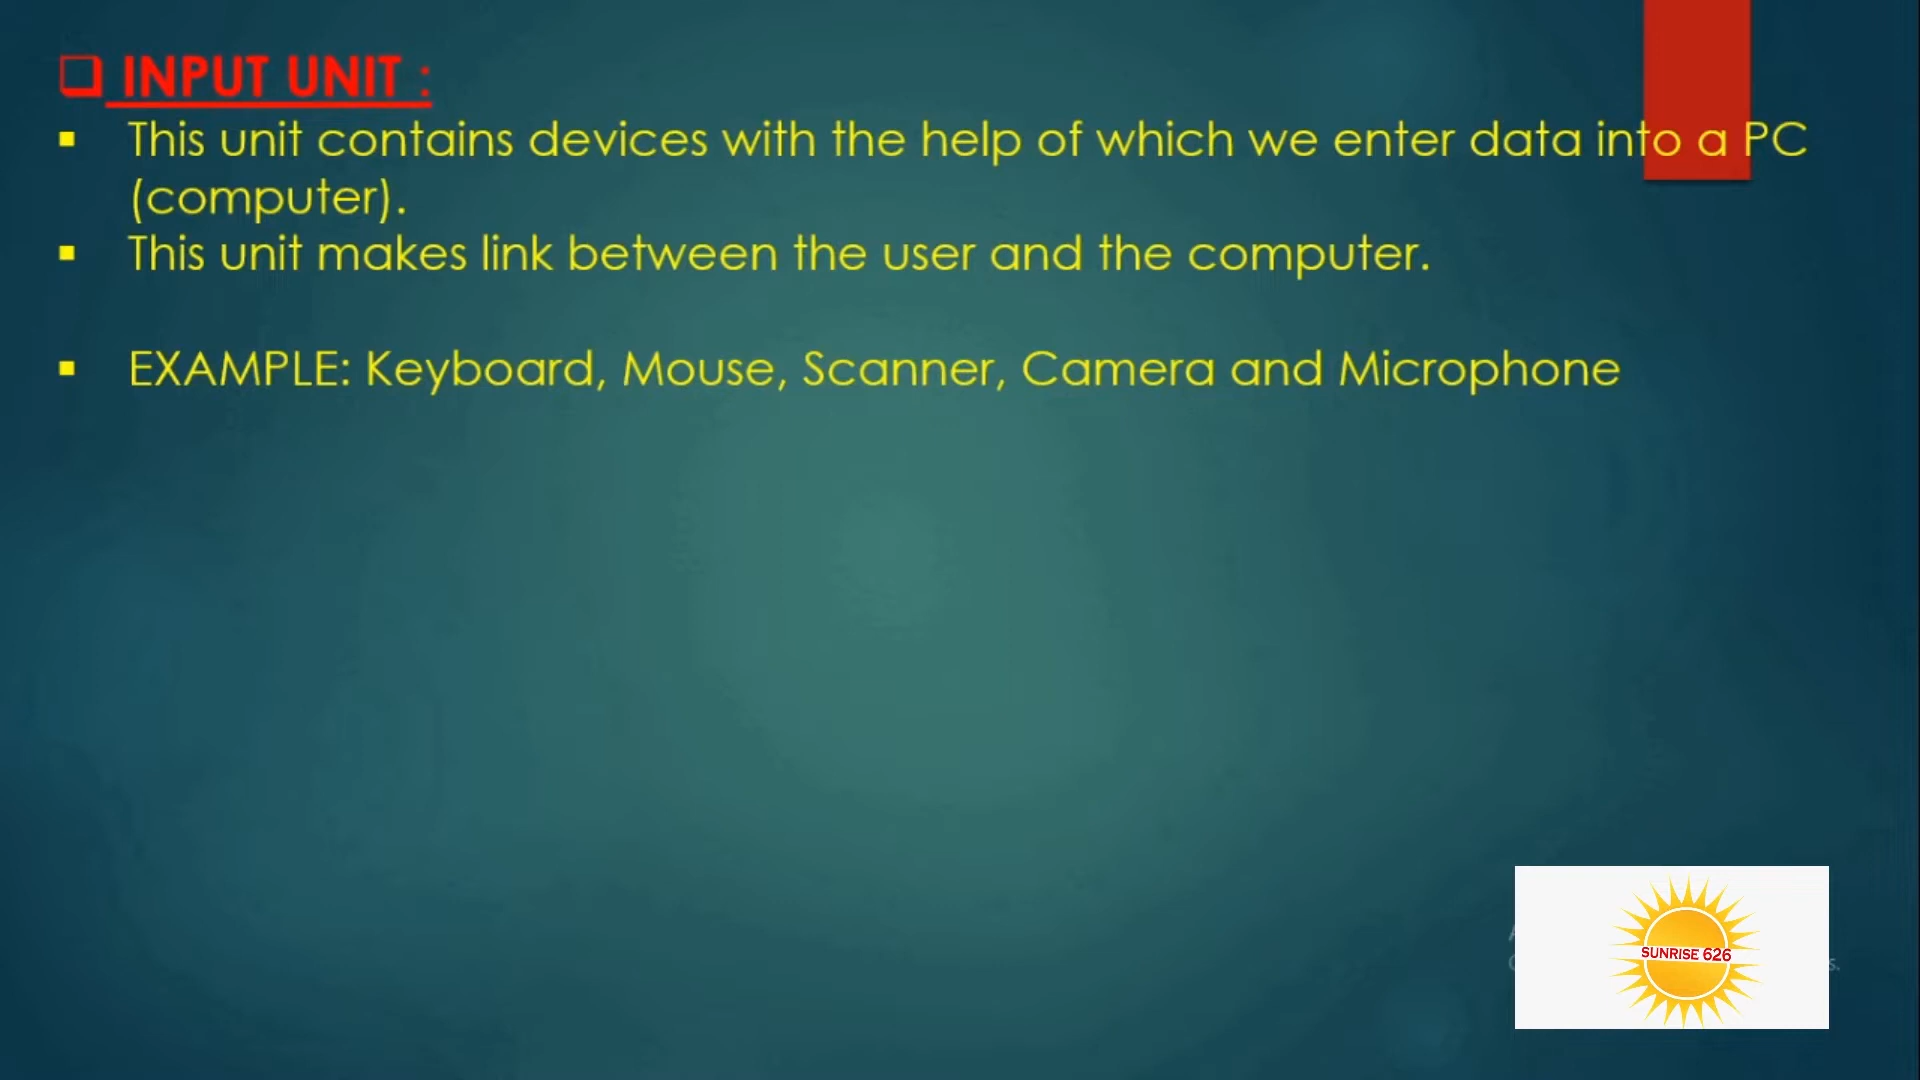 INPUT UNIT :
This unit contains devices with the help of which we enter data into a PC
(computer).
This unit makes link between the user and the computer.
EXAMPLE: Keyboard, Mouse, Scanner, Camera and Microphone
SUNRISE 626